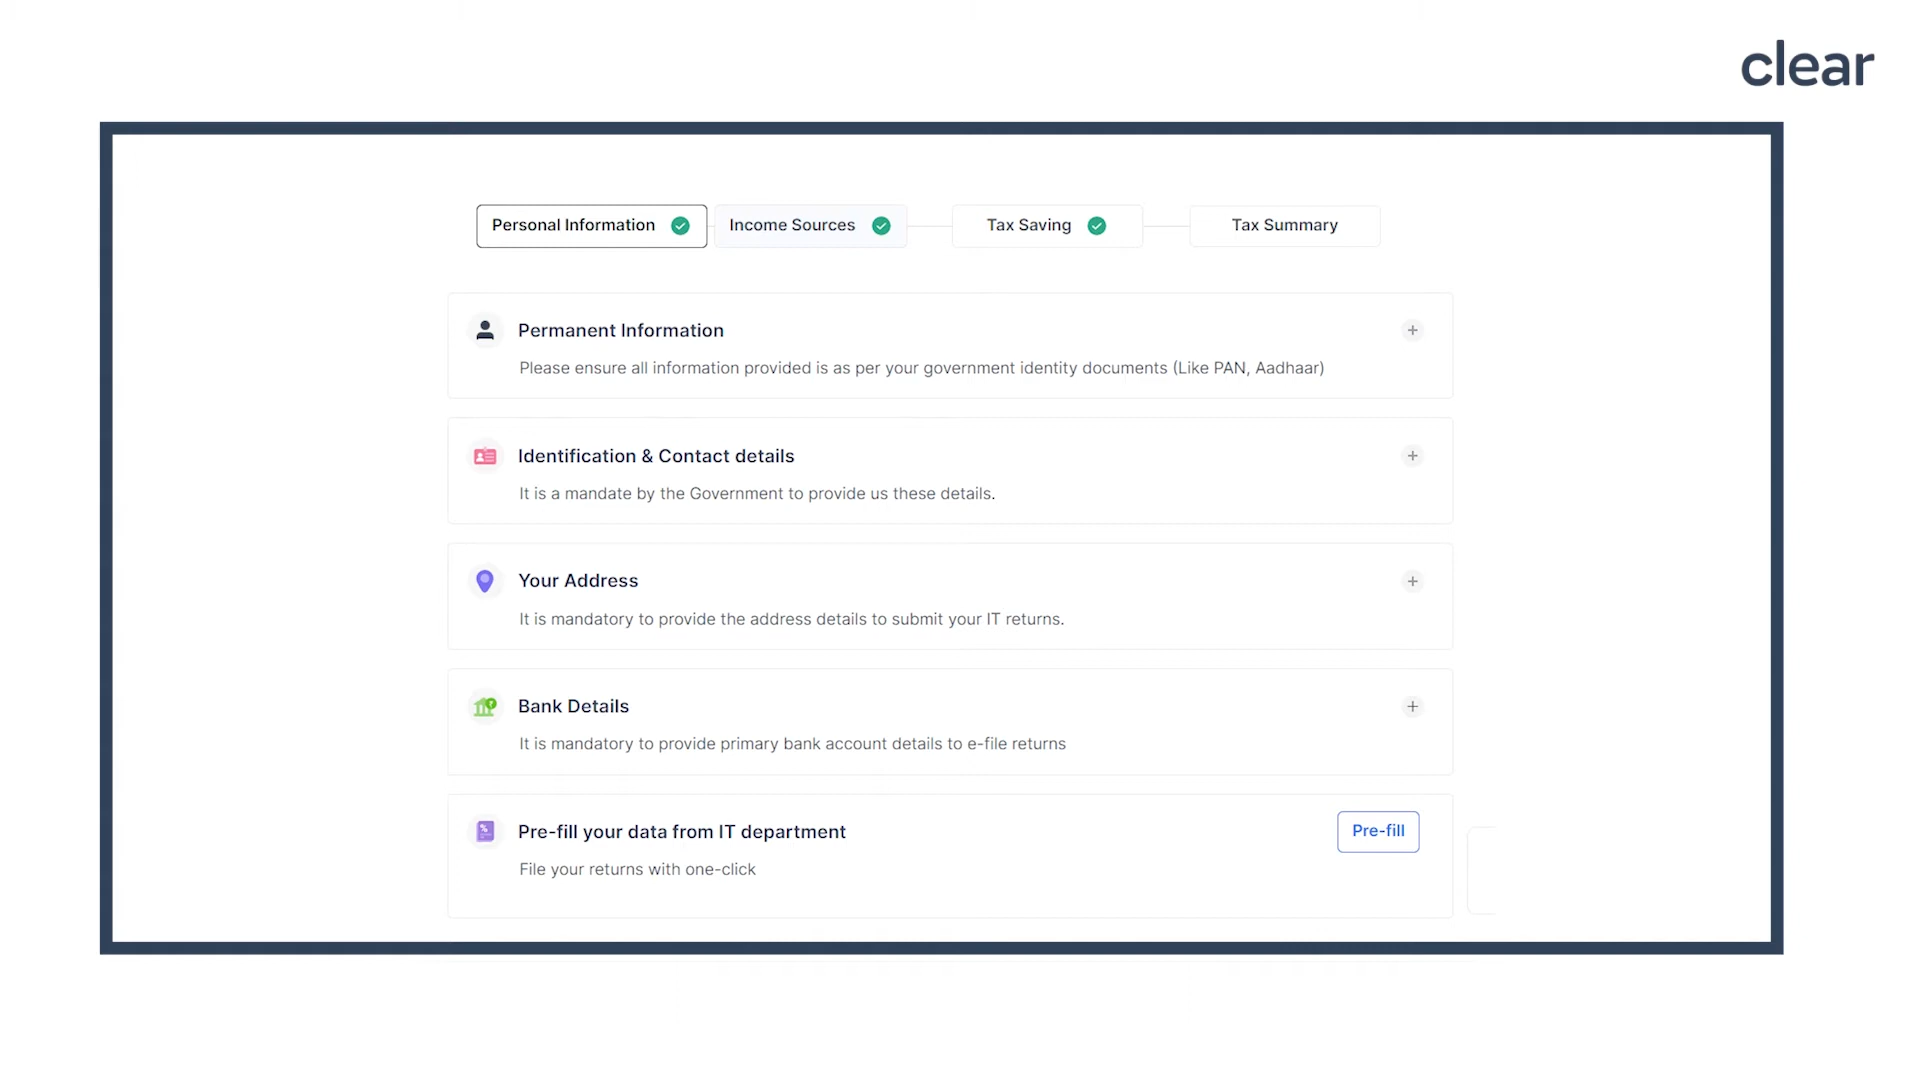 clear
Personal Information
Income Sources
Tax Saving
Tax Summary
Permanent Information
Please ensure all information provided is as per your government identity documents (Like PAN, Aadhaar)
Identification & Contact details
It is a mandate by the Government to provide us these details.
Your Address
It is mandatory to provide the address details to submit your IT returns.
Bank Details
It is mandatory to provide primary bank account details to e-file returns
Pre-fill your data from IT department
Pre-fill
File your returns with one-click